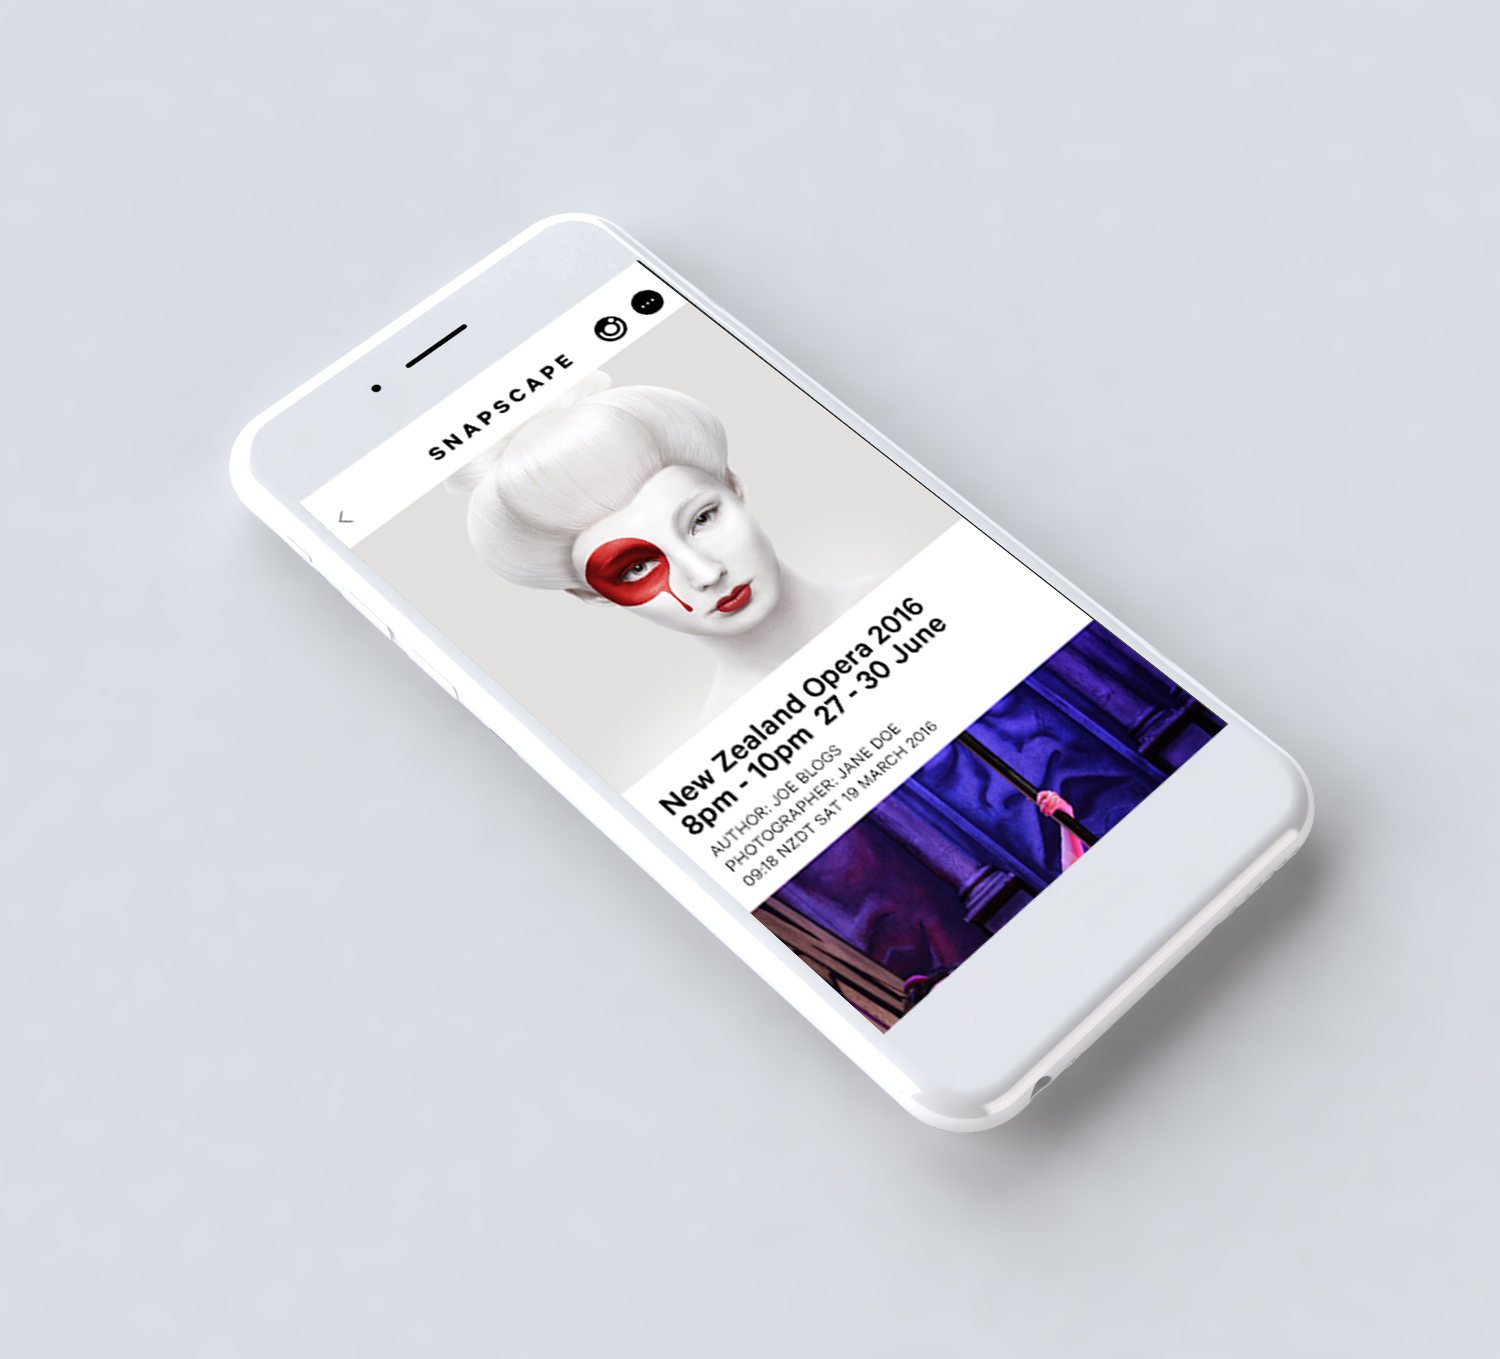 SNAPSCAPE
New Zealand Opera 2016
8pm - 10pm 27 - 30 June
AUTHOR: JOE BLOGS
PHOTOGRAPHER: JANE DOE
09:18 NZDT SAT 19 MARCH 2016